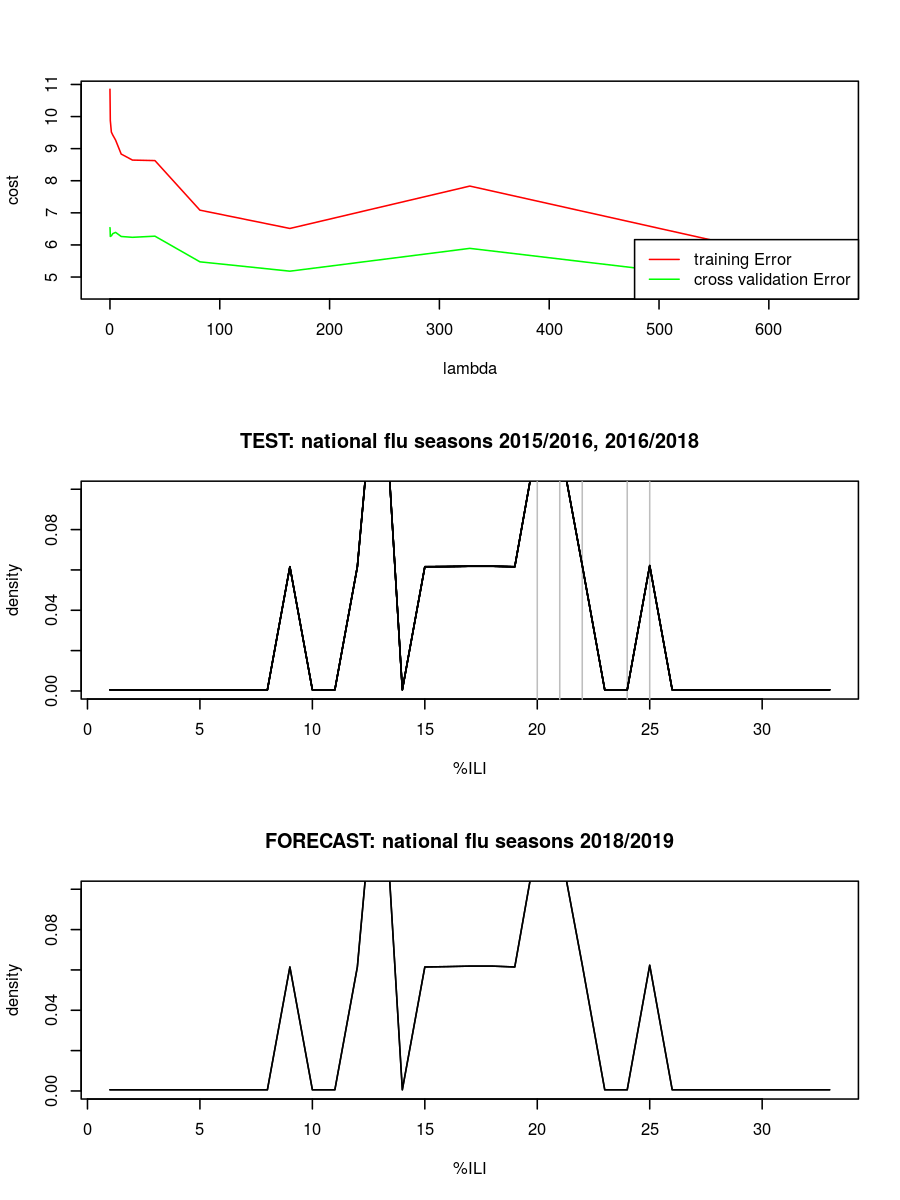 11
10
9
8
7
6
5
cost
training Error
cross validation Error
0 100 200 300 400 500 600
lambda
TEST: national flu seasons 2015/2016, 2016/2018
0.08
0.04
0.00
density
0 5 10 15 20 25 30
%ILI
FORECAST: national flu seasons 2018/2019
0.08
0.04
0.00
density
0 5 10 15 20 25 30
%ILI